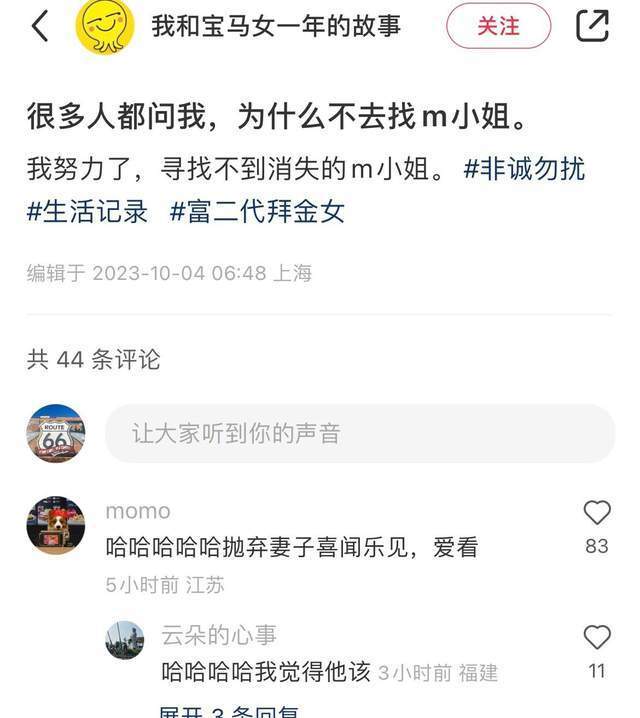 我和宝马女一年的故事
关注
很多人都问我，为什么不去找m小姐。
我努力了，寻找不到消失的m小姐。 #非诚勿扰
#生活记录 #富二代拜金女
编辑于 2023-10-04 06:48 上海
共 44 条评论
ROUTE
66
让大家听到你的声音
momo
哈哈哈哈哈抛弃妻子喜闻乐见，爱看
83
5小时前 江苏
云朵的心事
哈哈哈哈我觉得他该 3小时前 福建
11
展开 3 条回复